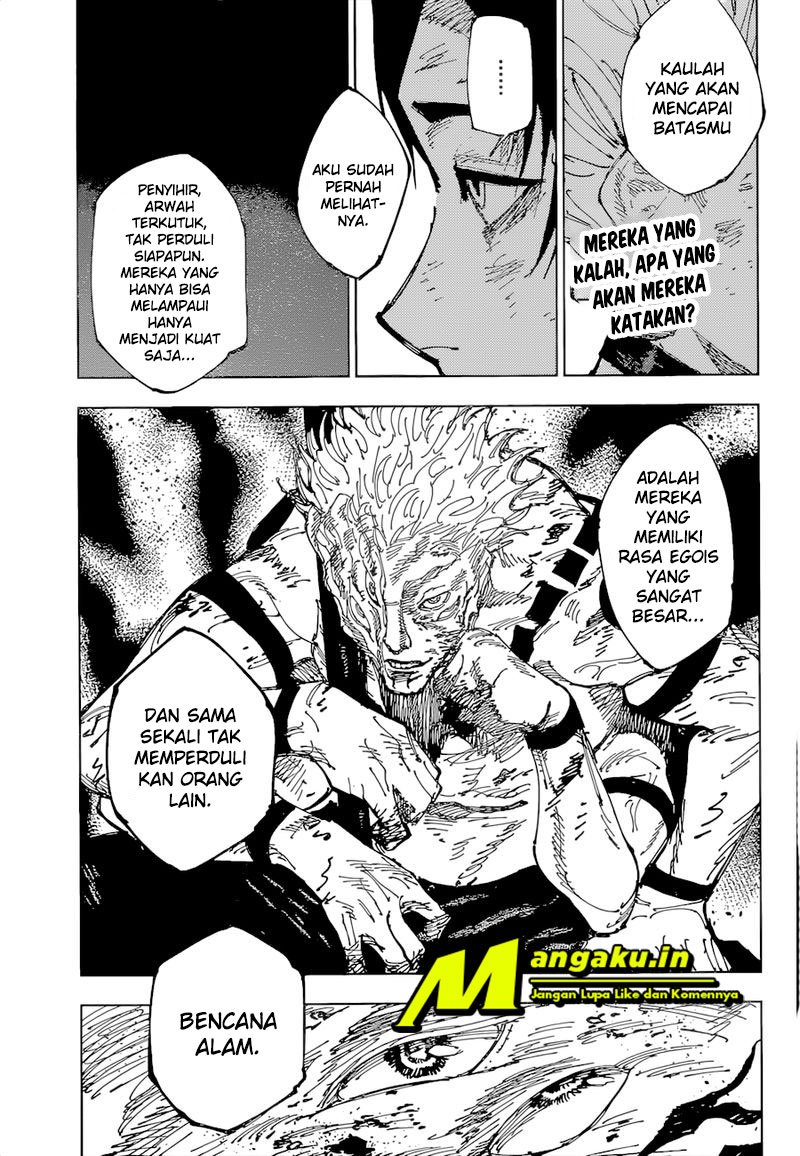 KAULAH
YANG AKAN
MENCAPAI
BATASMU
MEREKA YANG
KALAH, APA YANG
AKAN MEREKA
KATAKAN?
......
AKU SUDAH
PERNAH
MELIHAT-
NYA.
PENYIHIR,
ARWAH
TERKUTUK,
TAK PERDULI
SIAPAPUN.
MEREKA YANG
HANYA BISA
MELAMPAUI
HANYA
MENJADI KUAT
SAJA...
ADALAH
MEREKA
YANG
MEMILIKI
RASA EGOIS
YANG
SANGAT
BESAR...
DAN SAMA
SEKALI TAK
MEMPERDULI
KAN ORANG
LAIN.
Mangaku.in
Jangan Lupa Like dan Komennya
BENCANA
ALAM.